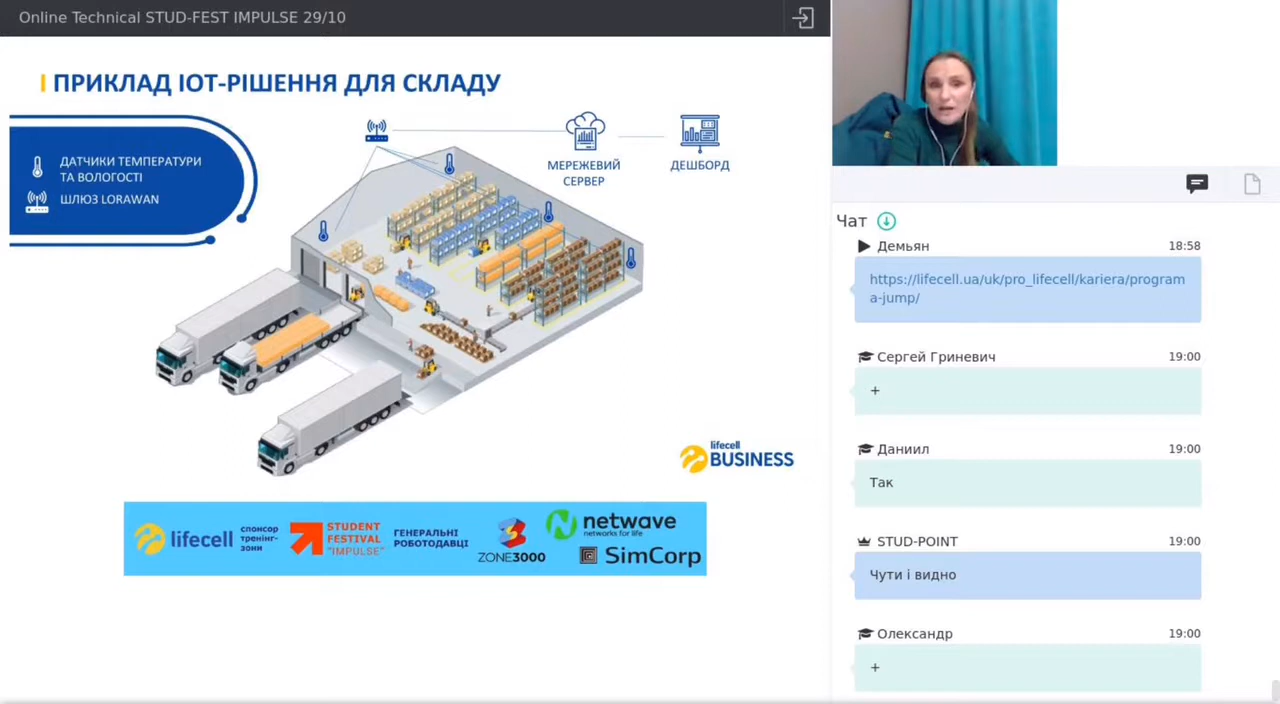 Online Technical STUD-FEST IMPULSE 29/10
ПРИКЛАД ІОТ-РІШЕННЯ ДЛЯ СКЛАДУ
ДАТЧИКИ ТЕМПЕРАТУРИ
ТА ВОЛОГОСТІ
ШЛЮЗ LORAWAN
МЕРЕЖЕВИЙ
СЕРВЕР
ДЕШБОРД
lifecell
BUSINESS
lifecell
спонсор
тренінг-
зони
STUDENT
FESTIVAL
"IMPULSE"
ГЕНЕРАЛЬНІ
РОБОТОДАВЦІ
ZONE3000
netwave
networks for life
SimCorp
Чат
Демьян 18:58
https://lifecell.ua/uk/pro_lifecell/kariera/program
a-jump/
Сергей Гриневич 19:00
+
Даниил 19:00
Так
STUD-POINT 19:00
Чути і видно
Олександр 19:00
+